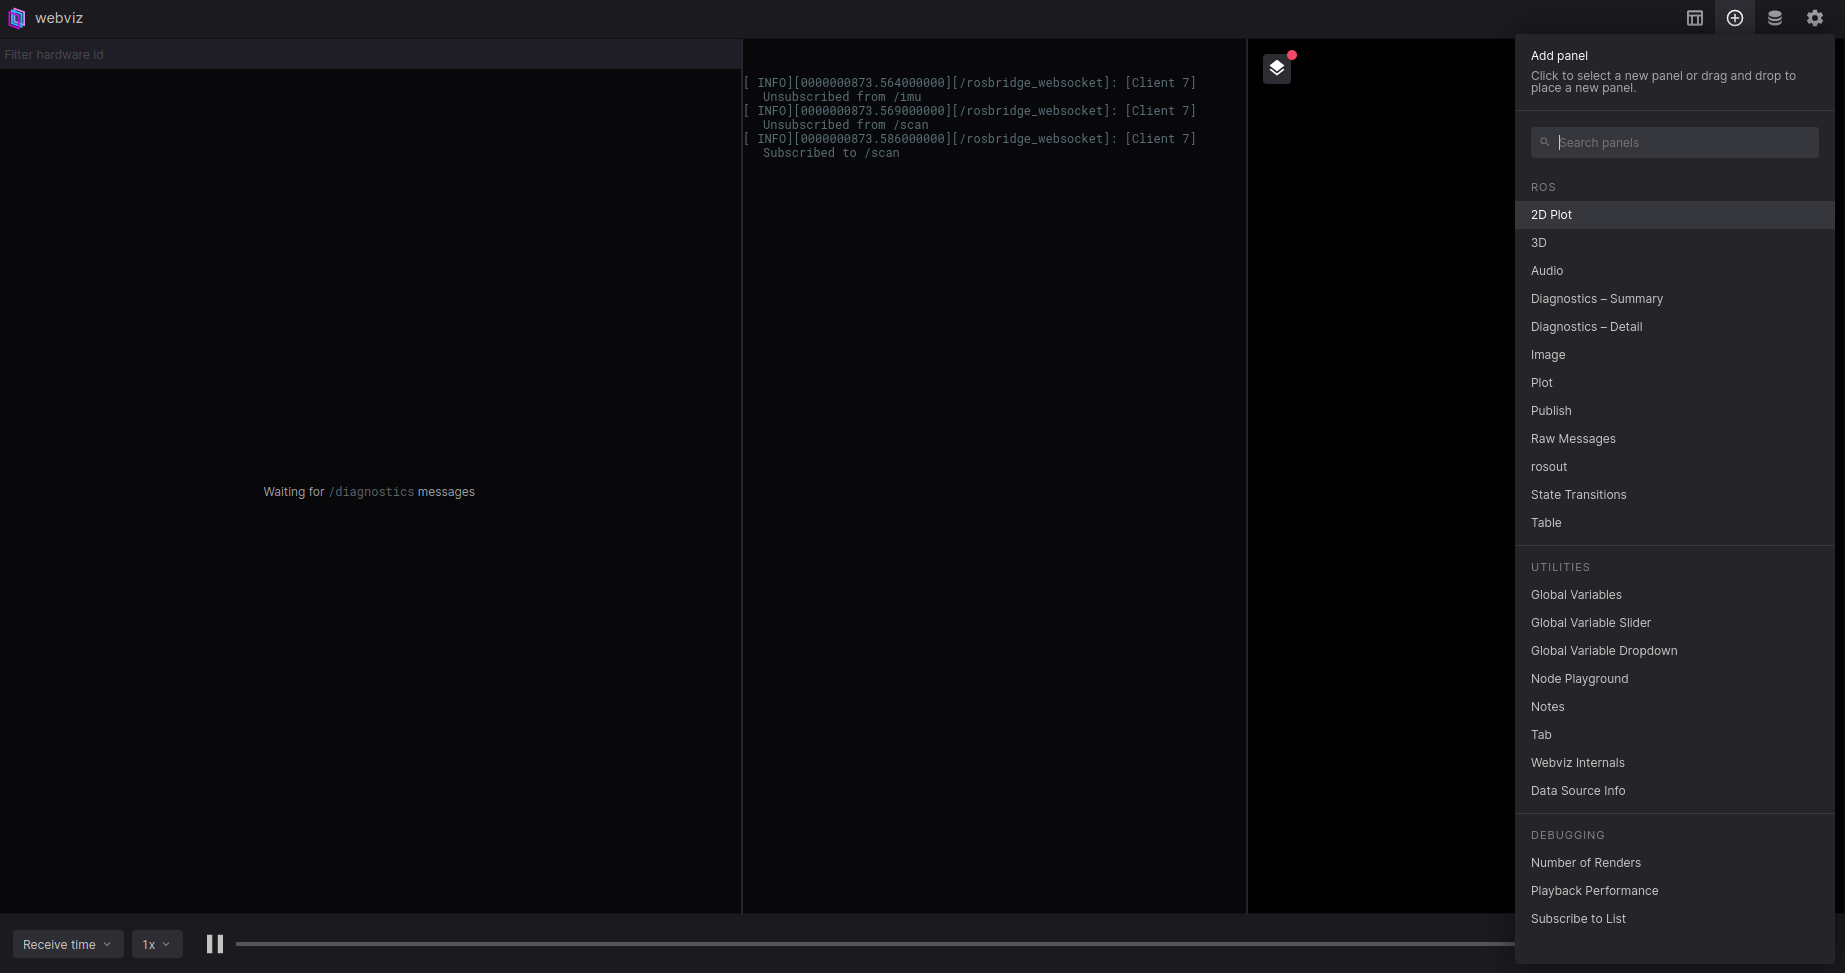 webviz
Filter hardware id
[ INFO][0000000873.564000000][/rosbridge_websocket]: [Client 7]
Unsubscribed from /imu
[ INFO][0000000873.569000000][/rosbridge_websocket]: [Client 7]
Unsubscribed from /scan
[ INFO][0000000873.586000000][/rosbridge_websocket]: [Client 7]
Subscribed to /scan
Waiting for /diagnostics messages
Add panel
Click to select a new panel or drag and drop to
place a new panel.
Search panels
ROS
2D Plot
3D
Audio
Diagnostics – Summary
Diagnostics – Detail
Image
Plot
Publish
Raw Messages
rosout
State Transitions
Table
UTILITIES
Global Variables
Global Variable Slider
Global Variable Dropdown
Node Playground
Notes
Tab
Webviz Internals
Data Source Info
DEBUGGING
Number of Renders
Playback Performance
Subscribe to List
Receive time
1x